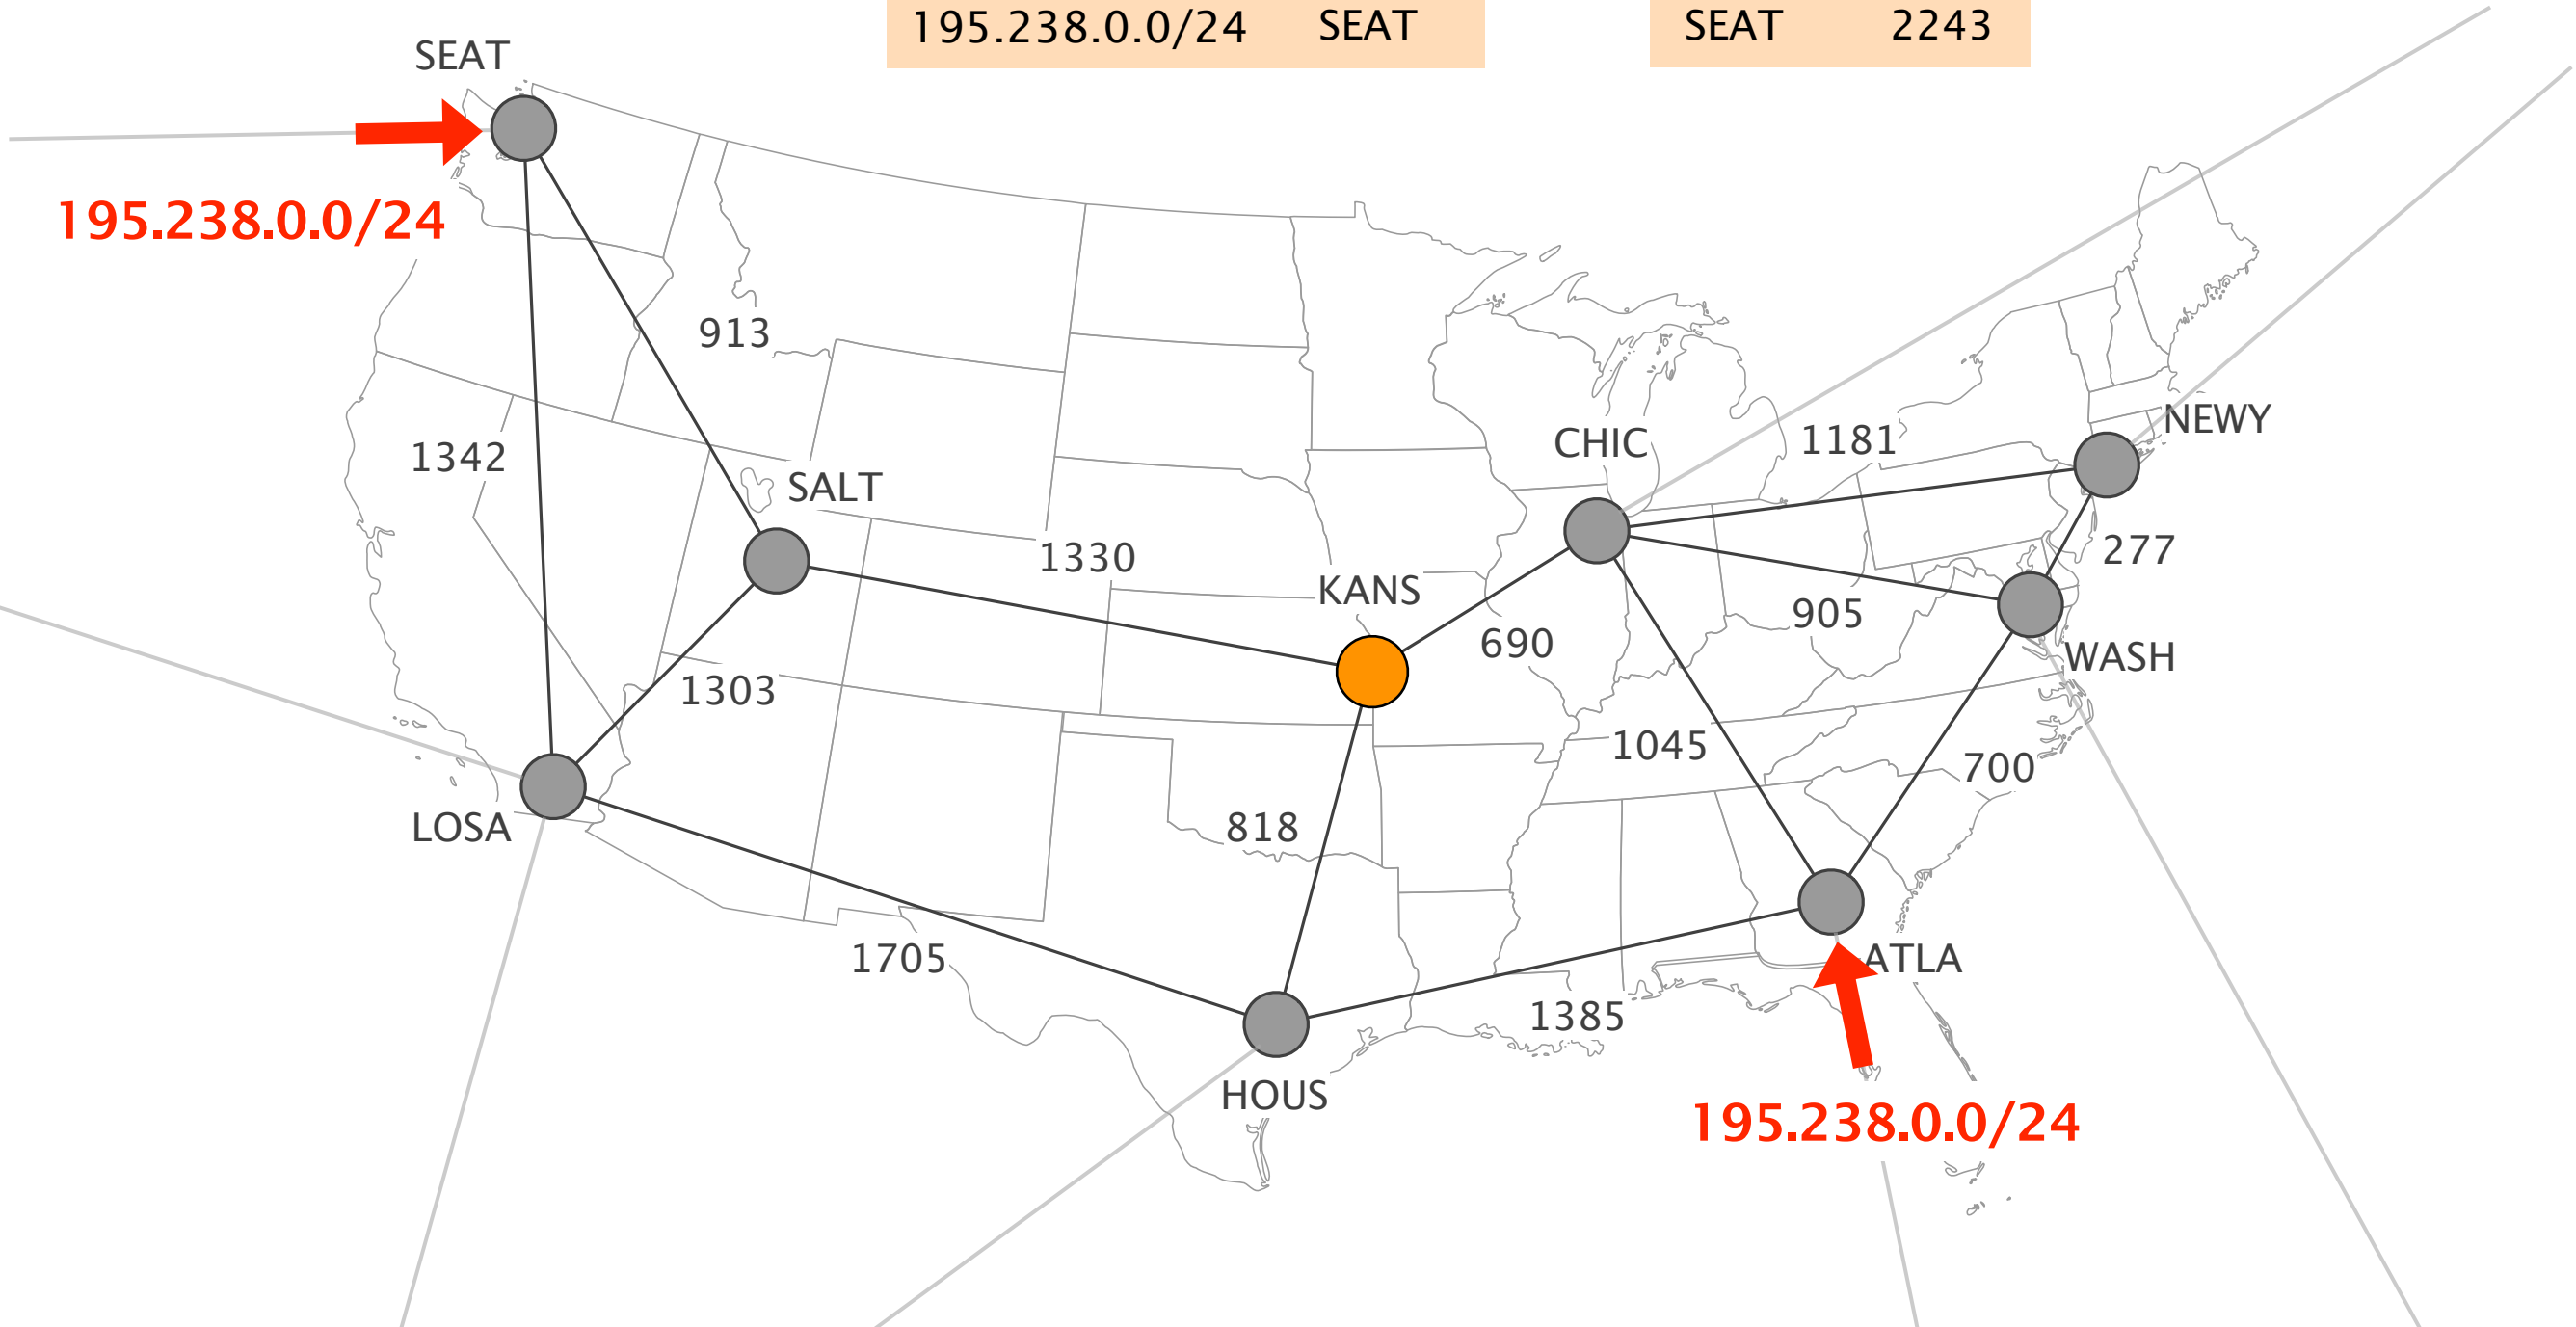 195.238.0.0/24 SEAT
SEAT 2243
SEAT
195.238.0.0/24
913
1342
SALT
1330
KANS
CHIC
1181
NEWY
277
905
690
WASH
1303
1045
700
LOSA
818
1705
ATLA
1385
HOUS
195.238.0.0/24